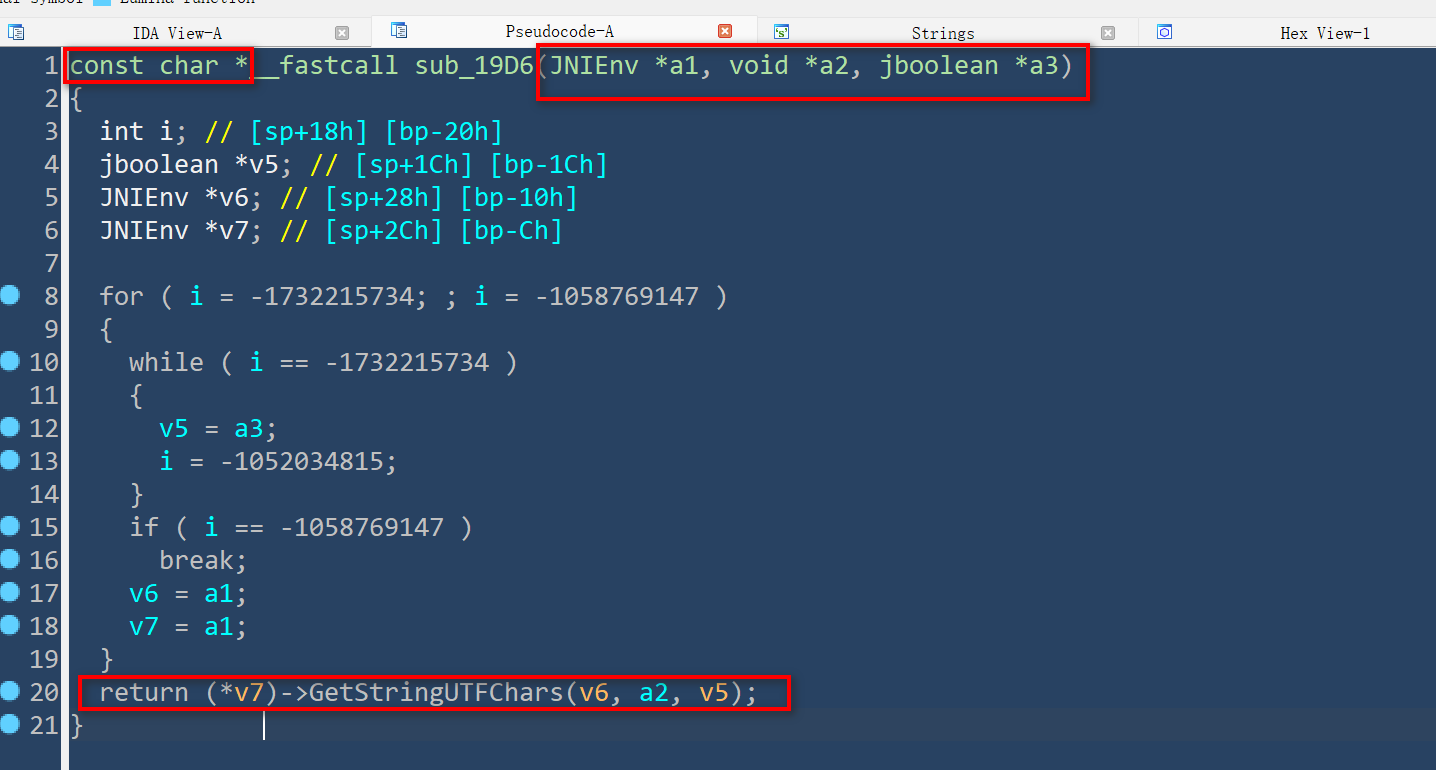 Lumina function
IDA View-A
Pseudocode-A
Strings
Hex View-1
1 const char *__fastcall sub_19D6(JNIEnv *a1, void *a2, jboolean *a3)
2 {
3 int i; // [sp+18h] [bp-20h]
4 jboolean *v5; // [sp+1Ch] [bp-1Ch]
5 JNIEnv *v6; // [sp+28h] [bp-10h]
6 JNIEnv *v7; // [sp+2Ch] [bp-Ch]
7
8 for ( i = -1732215734; ; i = -1058769147 )
9 {
10 while ( i == -1732215734 )
11 {
12 v5 = a3;
13 i = -1052034815;
14 }
15 if ( i == -1058769147 )
16 break;
17 v6 = a1;
18 v7 = a1;
19 }
20 return (*v7)->GetStringUTFChars(v6, a2, v5);
21 }